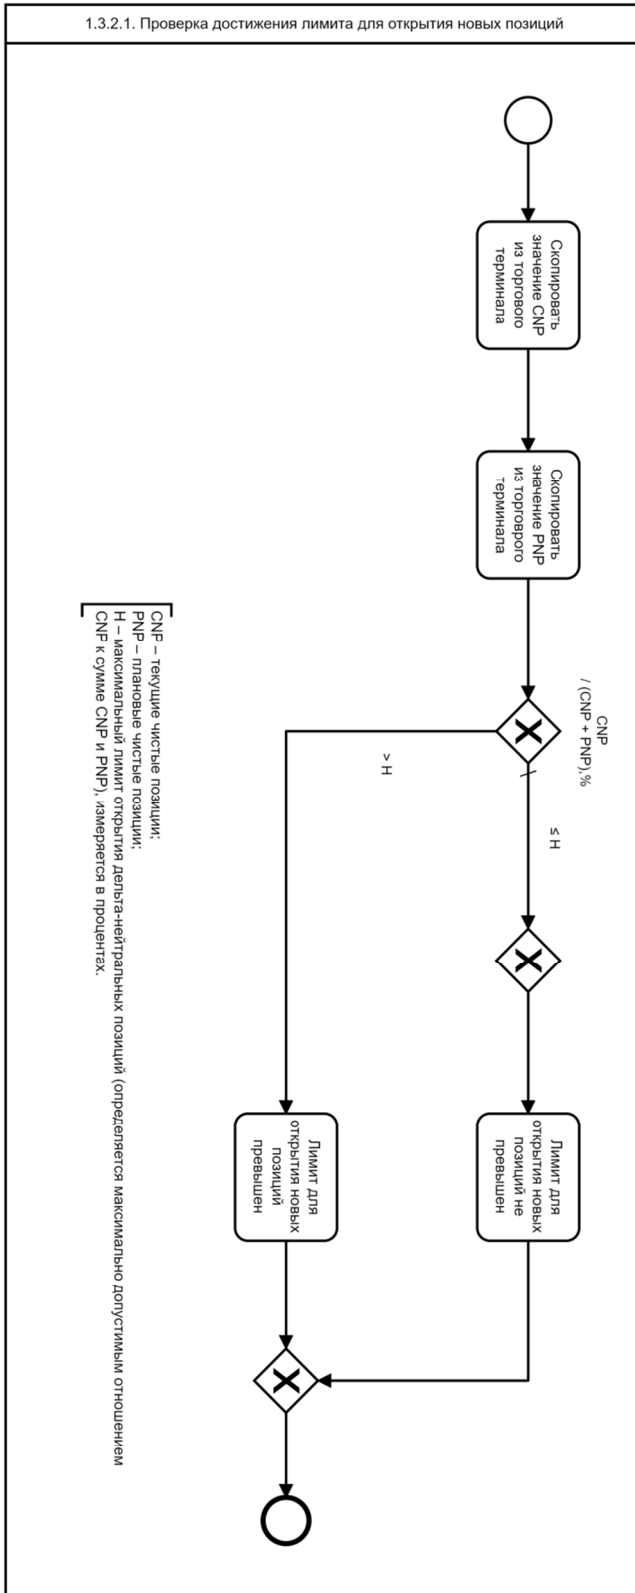 1.3.2.1. Проверка достижения лимита для открытия новых позиций
Скопировать
значение CNP
из торгового
терминала
Скопировать
значение PNP
из торговрого
терминала
CNP
/ (CNP + PNP),%
≤ H
> H
Лимит для
открытия новых
позиций не
превышен
Лимит для
открытия новых
позиций
превышен
CNP – текущие чистые позиции;
PNP – плановые чистые позиции;
H – максимальный лимит открытия дельта-нейтральных позиций (определяется максимально допустимым отношением
CNP к сумме CNP и PNP), измеряется в процентах.